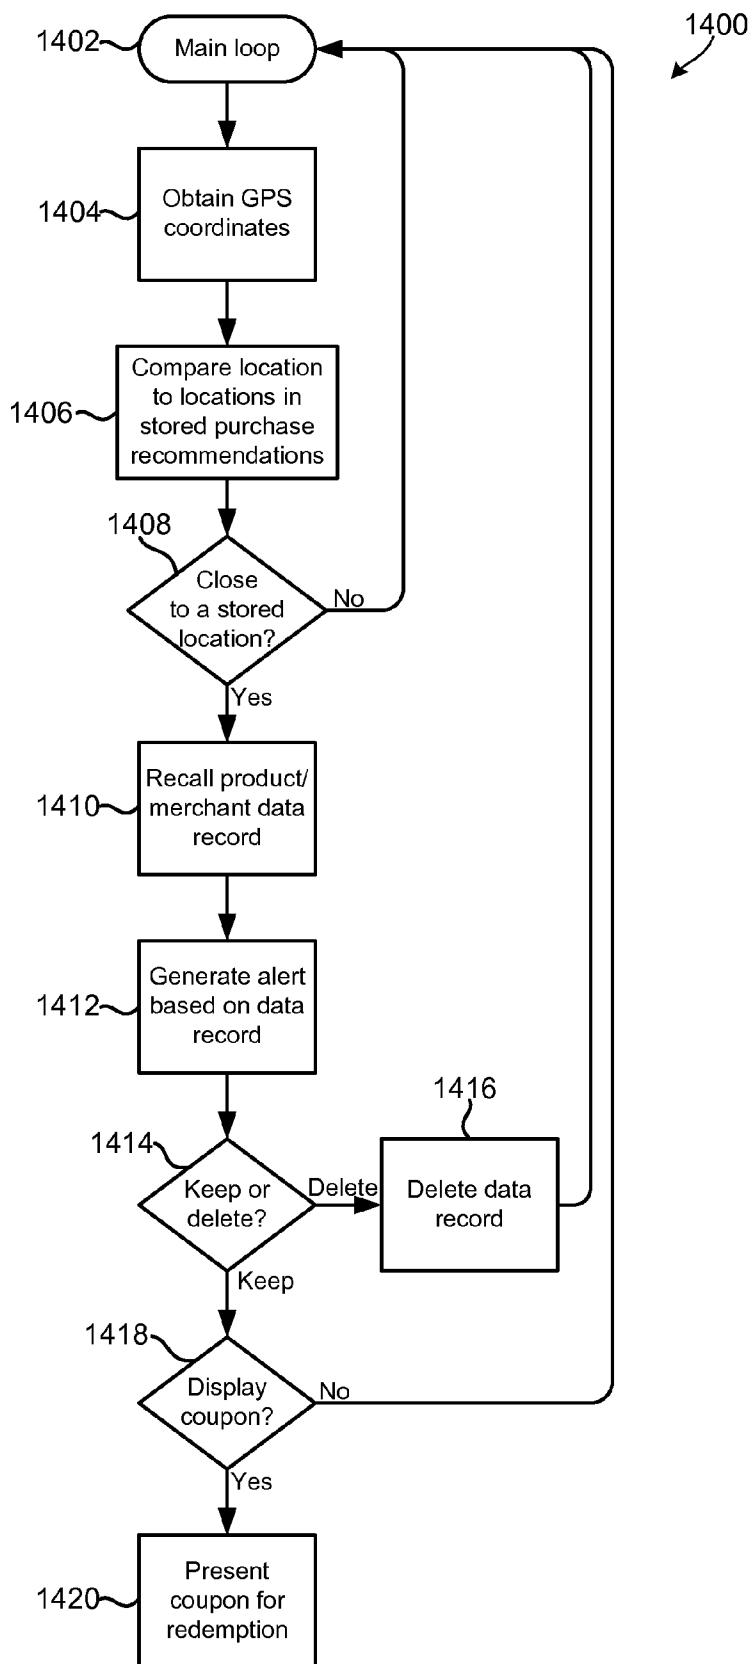 1400
1402
Main loop
1404
Obtain GPS
coordinates
1406
Compare location
to locations in
stored purchase
recommendations
1408
Close
to a stored
location?
No
Yes
1410
Recall product/
merchant data
record
1412
Generate alert
based on data
record
1414
Keep or
delete?
Delete
1416
Delete data
record
Keep
1418
Display
coupon?
No
Yes
1420
Present
coupon for
redemption